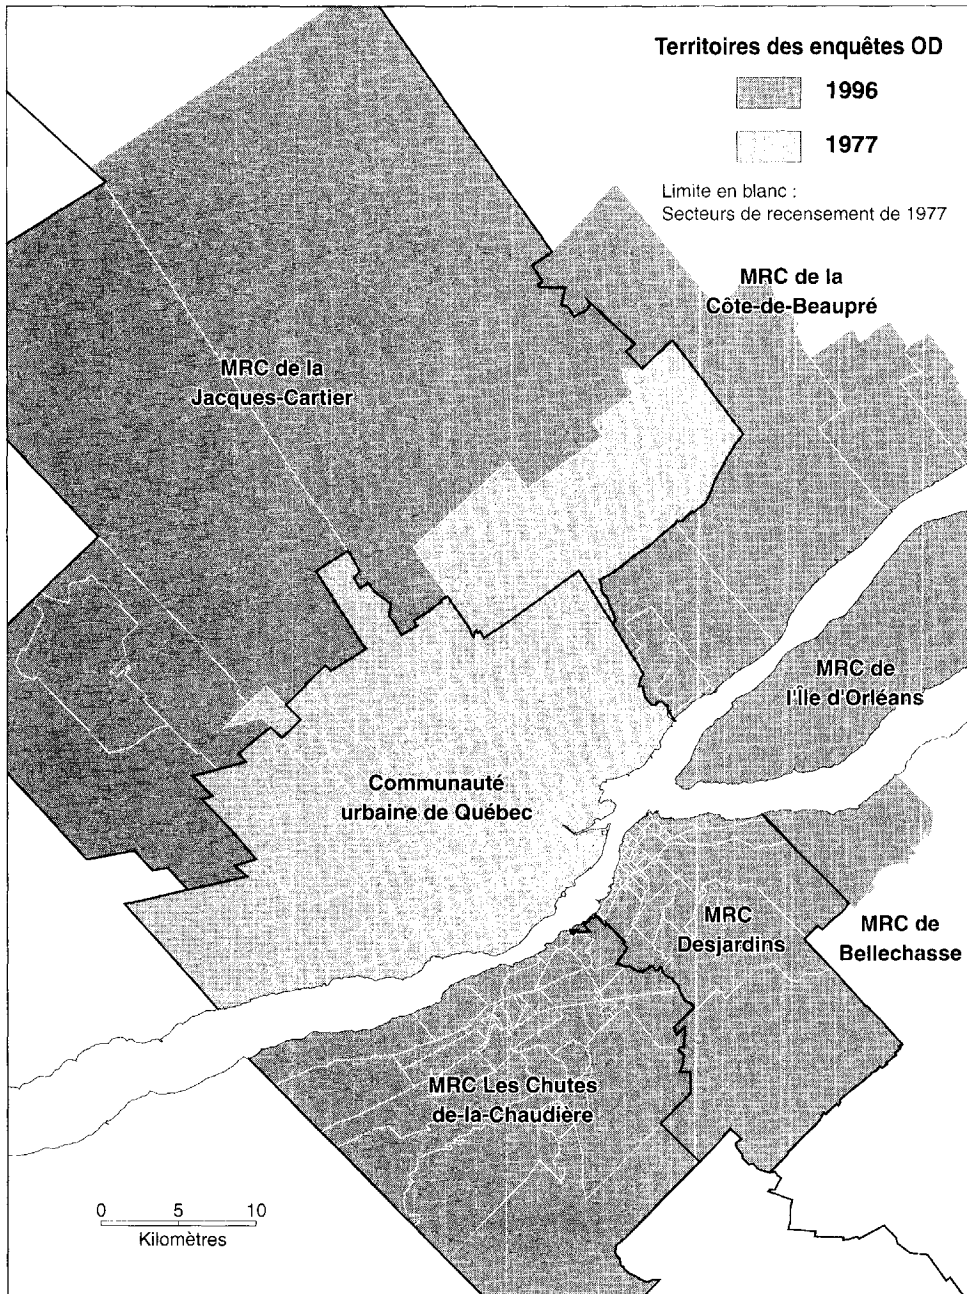 Territoires des enquêtes OD
1996
1977
Limite en blanc :
Secteurs de recensement de 1977
MRC de la
Côte-de-Beaupré
MRC de la
Jacques-Cartier
MRC de
l'Île d'Orléans
Communauté
urbaine de Québec
MRC
Desjardins
MRC de
Bellechasse
MRC Les Chutes
de-la-Chaudière
0 5 10
Kilomètres